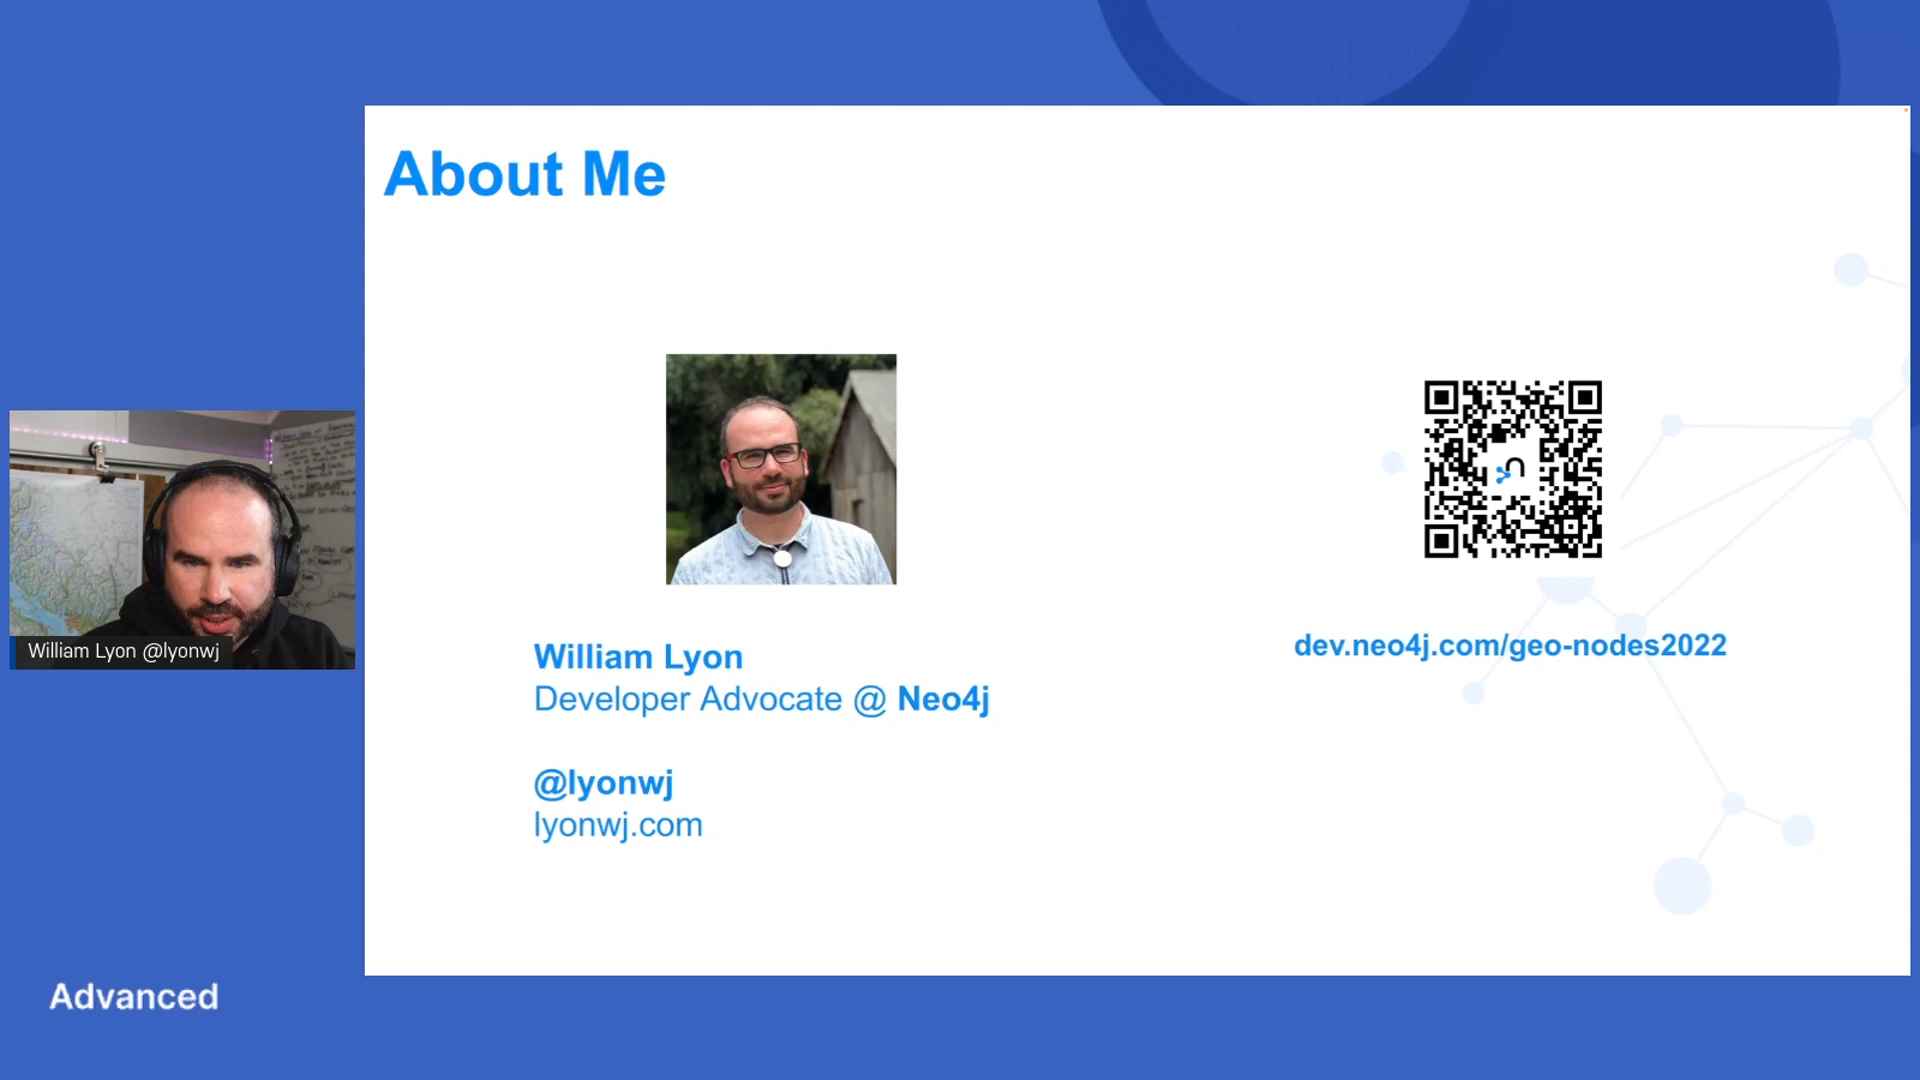 About Me
William Lyon @lyonwj
William Lyon
Developer Advocate @ Neo4j
@lyonwj
lyonwj.com
dev.neo4j.com/geo-nodes2022
Advanced